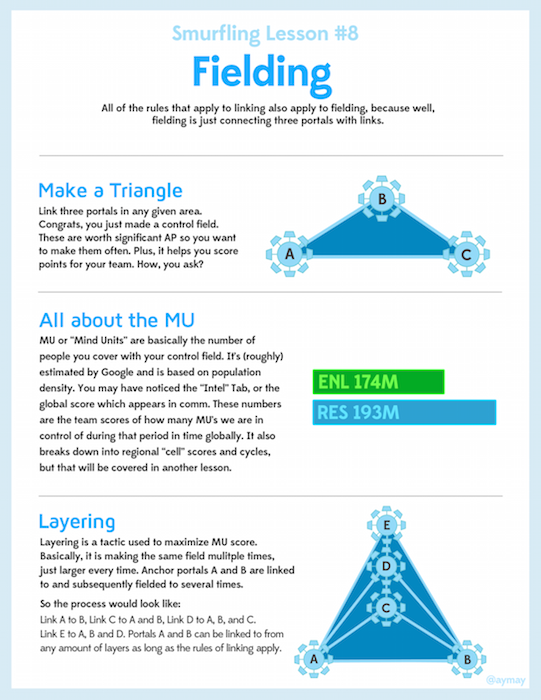 Smurfling Lesson #8
Fielding
All of the rules that apply to linking also apply to fielding, because well,
fielding is just connecting three portals with links.
Make a Triangle
Link three portals in any given area.
Congrats, you just made a control field.
These are worth significant AP so you want
to make them often. Plus, it helps you score
points for your team. How, you ask?
B
A
C
All about the MU
MU or "Mind Units" are basically the number of
people you cover with your control field. It's (roughly)
estimated by Google and is based on population
density. You may have noticed the "Intel" Tab, or the
global score which appears in comm. These numbers
are the team scores of how many MU's we are in
control of during that period in time globally. It also
breaks down into regional "cell" scores and cycles,
but that will be covered in another lesson.
ENL 174M
RES 193M
Layering
Layering is a tactic used to maximize MU score.
Basically, it is making the same field mulitple times,
just larger every time. Anchor portals A and B are linked
to and subsequently fielded to several times.
So the process would look like:
Link A to B, Link C to A and B, Link D to A, B, and C.
Link E to A, B and D. Portals A and B can be linked to from
any amount of layers as long as the rules of linking apply.
E
D
C
A
B
@aymay